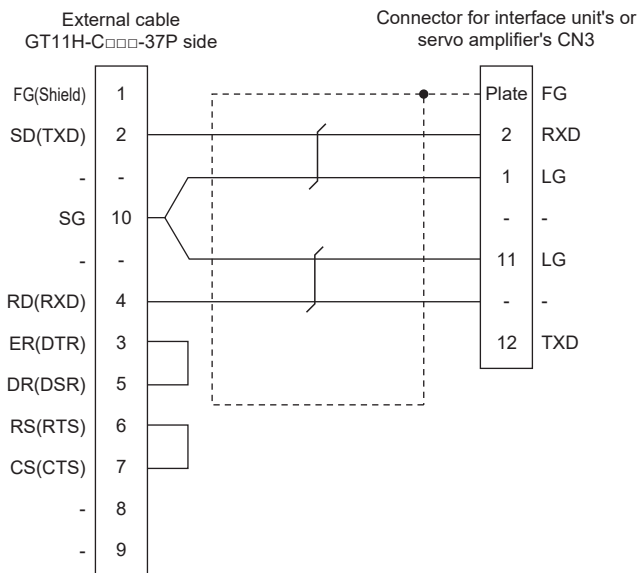 External cable
GT11H-C□□□-37P side
Connector for interface unit's or
servo amplifier's CN3
FG(Shield) 1 Plate FG
SD(TXD) 2 2 RXD
- - 1 LG
SG 10 - -
- - 11 LG
RD(RXD) 4 - -
ER(DTR) 3 12 TXD
DR(DSR) 5
RS(RTS) 6
CS(CTS) 7
- 8
- 9